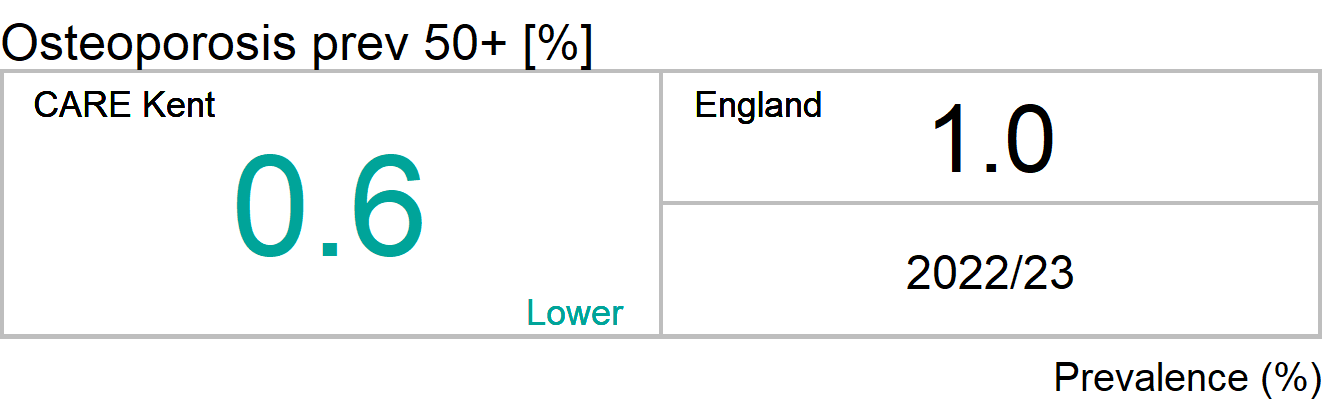 Osteoporosis prev 50+ [%]
CARE Kent
0.6
Lower
England
1.0
2022/23
Prevalence (%)